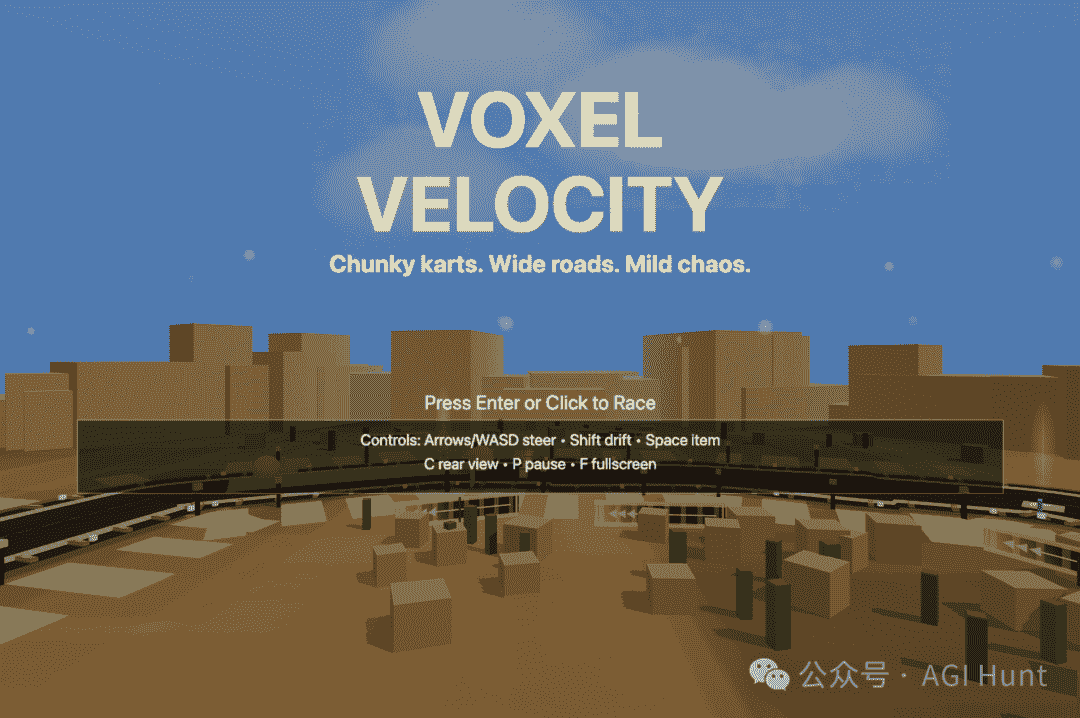 VOXEL
VELOCITY
Chunky karts. Wide roads. Mild chaos.
Press Enter or Click to Race
Controls: Arrows/WASD steer • Shift drift • Space item
C rear view • P pause • F fullscreen
公众号 · AGI Hunt